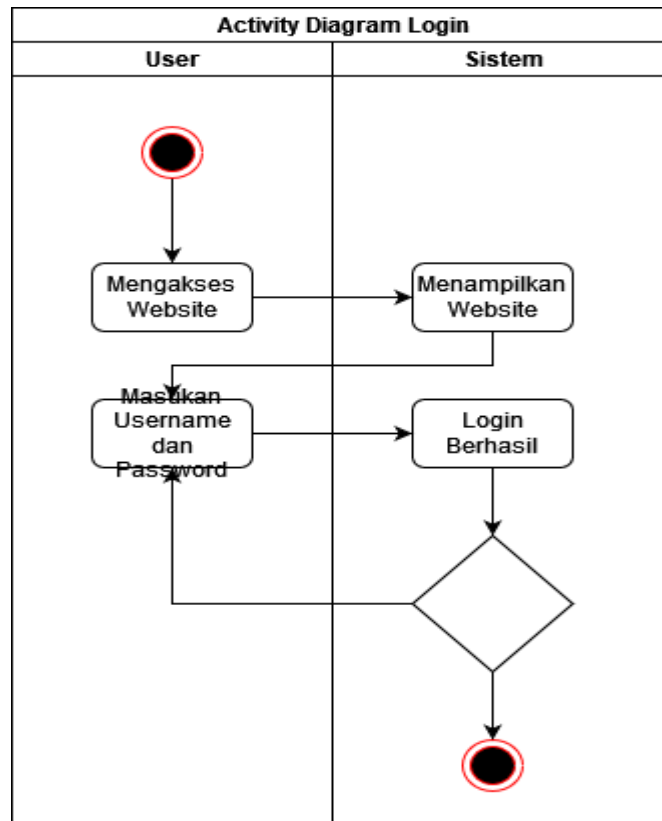 Activity Diagram Login
User
Sistem
Mengakses
Website
Menampilkan
Website
Masukan
Username
dan
Password
Login
Berhasil